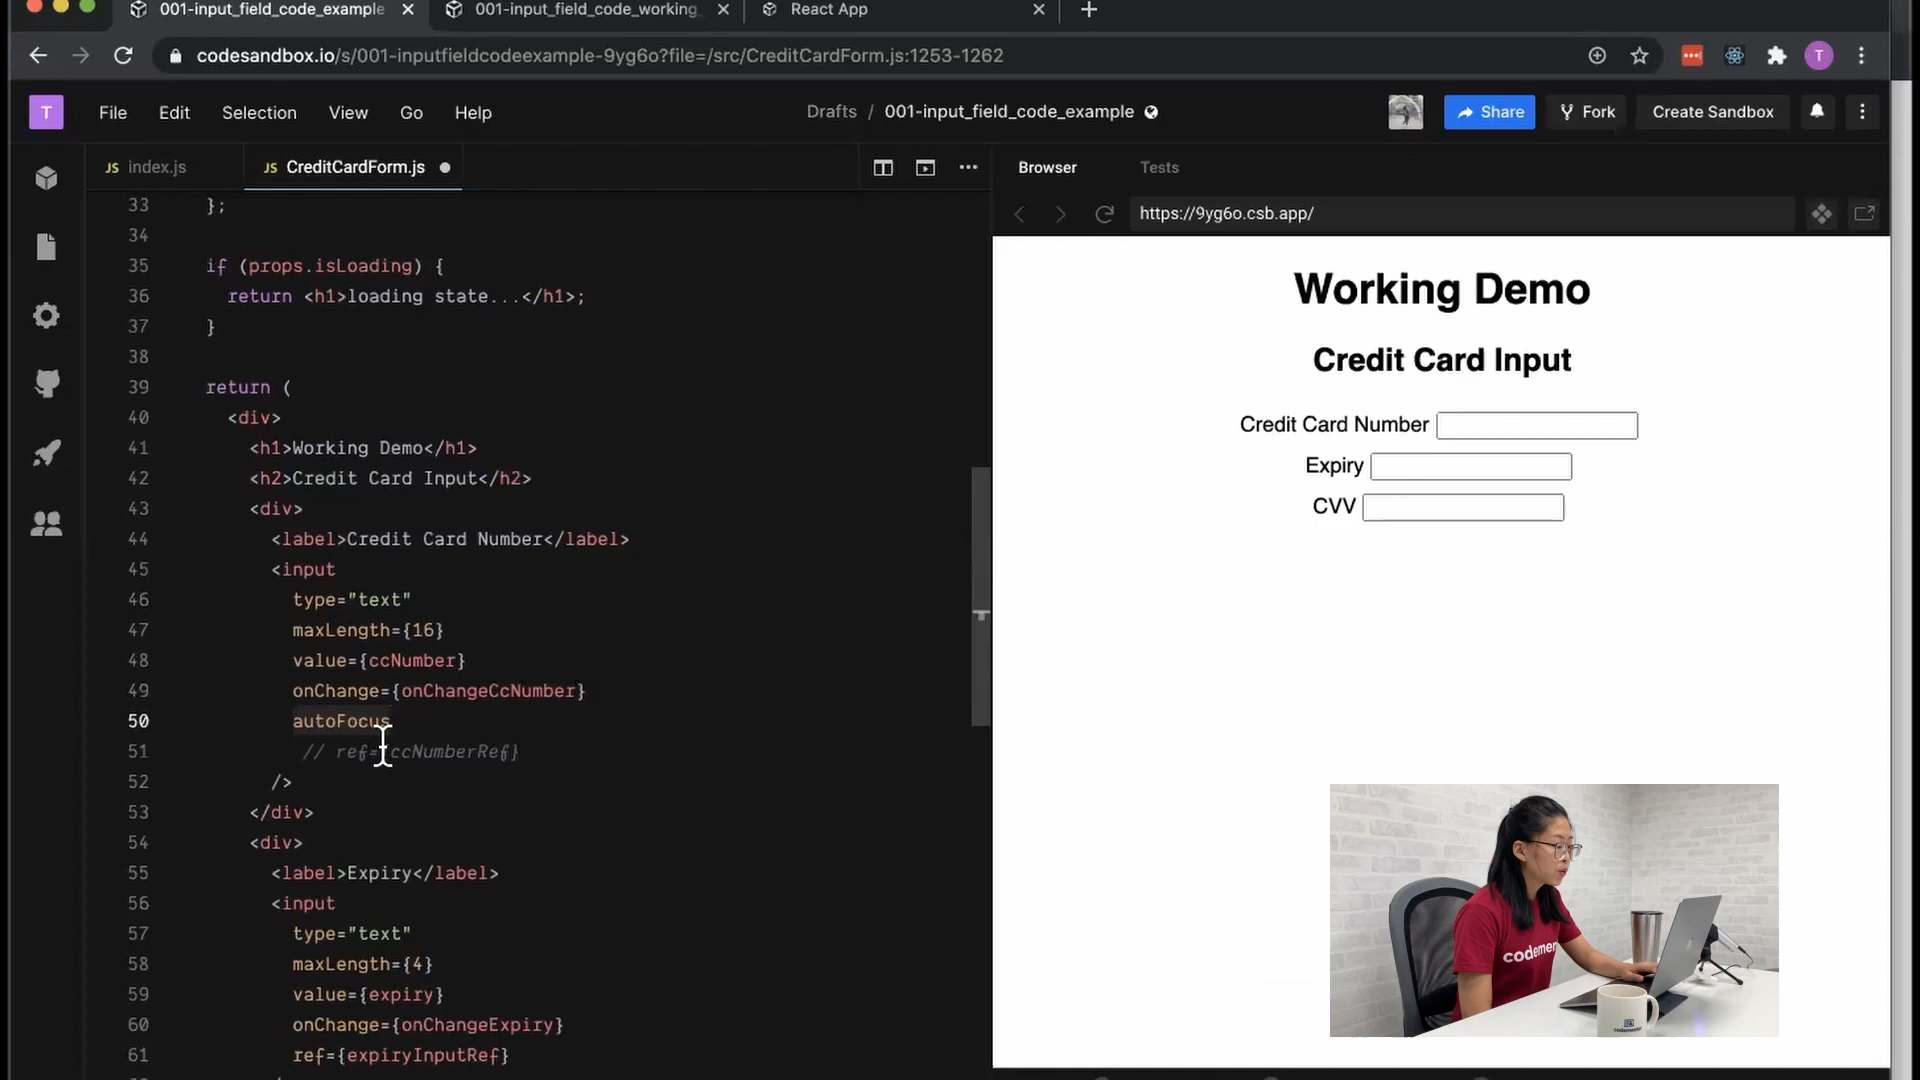 001-input_field_code_example
001-input_field_code_working_
React App
codesandbox.io/s/001-inputfieldcodeexample-9yg6o?file=/src/CreditCardForm.js:1253-1262
T
T
File
Edit
Selection
View
Go
Help
Drafts / 001-input_field_code_example
Share
Fork
Create Sandbox
JS index.js
JS CreditCardForm.js
Browser
Tests
https://9yg6o.csb.app/
33 };
34
35 if (props.isLoading) {
36 return <h1>loading state...</h1>;
37 }
38
39 return (
40 <div>
41 <h1>Working Demo</h1>
42 <h2>Credit Card Input</h2>
43 <div>
44 <label>Credit Card Number</label>
45 <input
46 type="text"
47 maxLength={16}
48 value={ccNumber}
49 onChange={onChangeCcNumber}
50 autoFocus
51 // ref={ccNumberRef}
52 />
53 </div>
54 <div>
55 <label>Expiry</label>
56 <input
57 type="text"
58 maxLength={4}
59 value={expiry}
60 onChange={onChangeExpiry}
61 ref={expiryInputRef}
Working Demo
Credit Card Input
Credit Card Number
Expiry
CVV
codemen